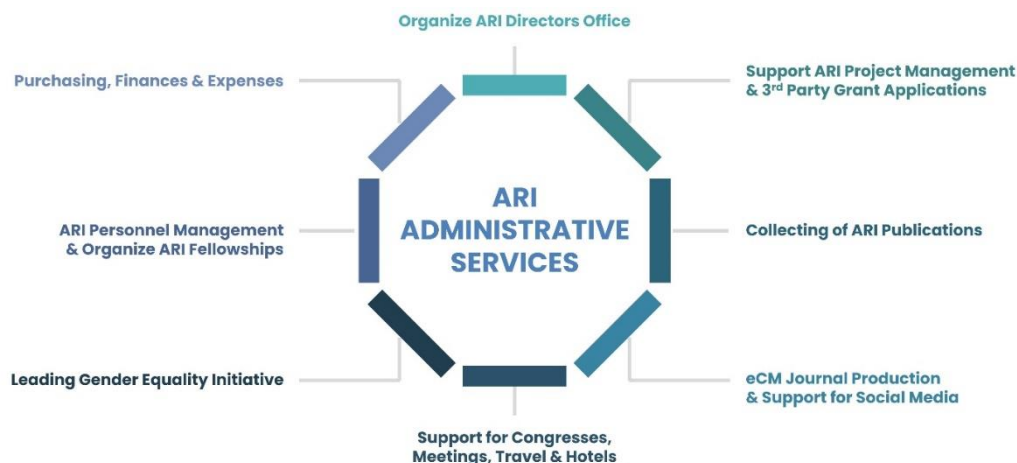 Organize ARI Directors Office
Purchasing, Finances & Expenses
Support ARI Project Management
& 3rd Party Grant Applications
ARI
ADMINISTRATIVE
SERVICES
ARI Personnel Management
& Organize ARI Fellowships
Collecting of ARI Publications
Leading Gender Equality Initiative
eCM Journal Production
& Support for Social Media
Support for Congresses,
Meetings, Travel & Hotels